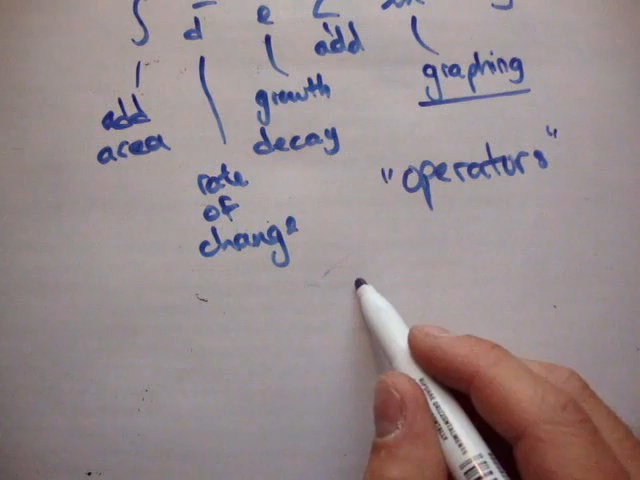 ∫ d e Σ
add
graphing
add
area
growth
decay
"operators"
rate
of
change